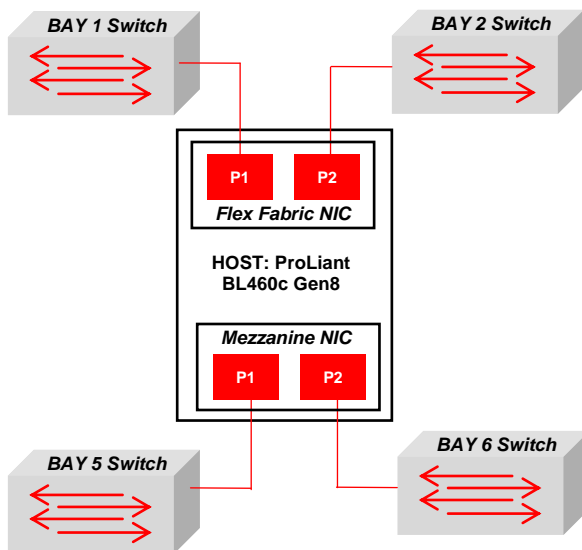 BAY 1 Switch
BAY 2 Switch
P1
P2
Flex Fabric NIC
HOST: ProLiant
BL460c Gen8
Mezzanine NIC
P1
P2
BAY 5 Switch
BAY 6 Switch